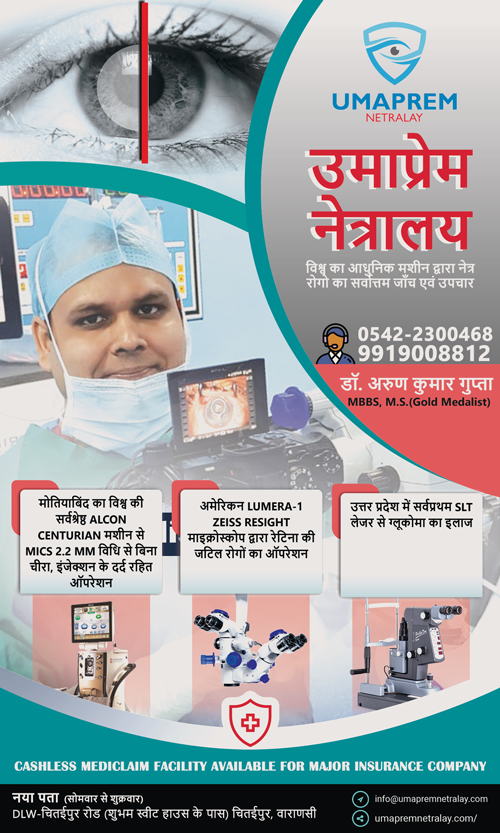 UMAPREM
NETRALAY
उमाप्रेम
नेत्रालय
विश्व का आधुनिक मशीन द्वारा नेत्र
रोगो का सर्वोत्तम जाँच एवं उपचार
0542-2300468
9919008812
डॉ. अरुण कुमार गुप्ता
MBBS, M.S.(Gold Medalist)
मोतियाबिंद का विश्व की
सर्वश्रेष्ठ ALCON
CENTURIAN मशीन से
MICS 2.2 MM विधि से बिना
चीरा, इंजेक्शन के दर्द रहित
ऑपरेशन
अमेरिकन LUMERA-1
ZEISS RESIGHT
माइक्रोस्कोप द्वारा रेटिना की
जटिल रोगों का ऑपरेशन
उत्तर प्रदेश में सर्वप्रथम SLT
लेजर से ग्लूकोमा का इलाज
CASHLESS MEDICLAIM FACILITY AVAILABLE FOR MAJOR INSURANCE COMPANY
नया पता (सोमवार से शुक्रवार)
DLW-चितईपुर रोड (शुभम स्वीट हाउस के पास) चितईपुर, वाराणसी
info@umapremnetralay.com
umapremnetralay.com/